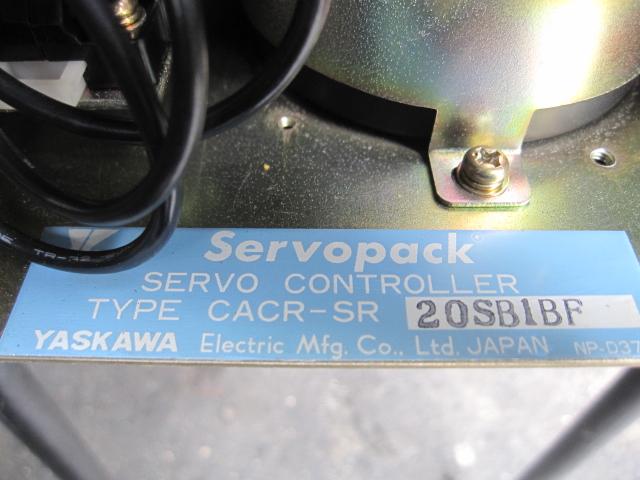 Servopack
SERVO CONTROLLER
TYPE CACR-SR 20SB1BF
YASKAWA Electric Mfg. Co., Ltd. JAPAN NP-D37